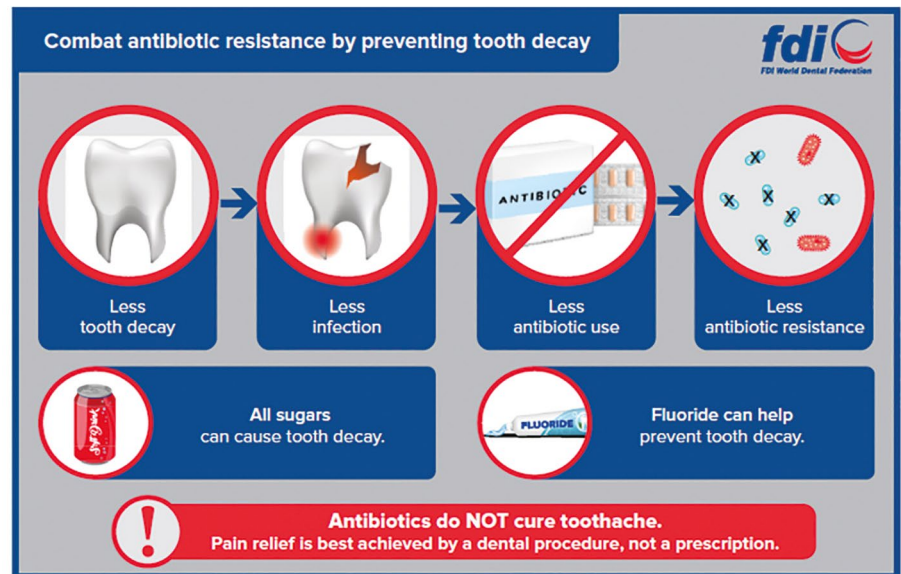 Combat antibiotic resistance by preventing tooth decay
fdi
FDI World Dental Federation
ANTIBIOTIC
Less
tooth decay
Less
infection
Less
antibiotic use
Less
antibiotic resistance
X
X
X
X
X
X
All sugars
can cause tooth decay.
FLUORIDE
Fluoride can help
prevent tooth decay.
!
Antibiotics do NOT cure toothache.
Pain relief is best achieved by a dental procedure, not a prescription.